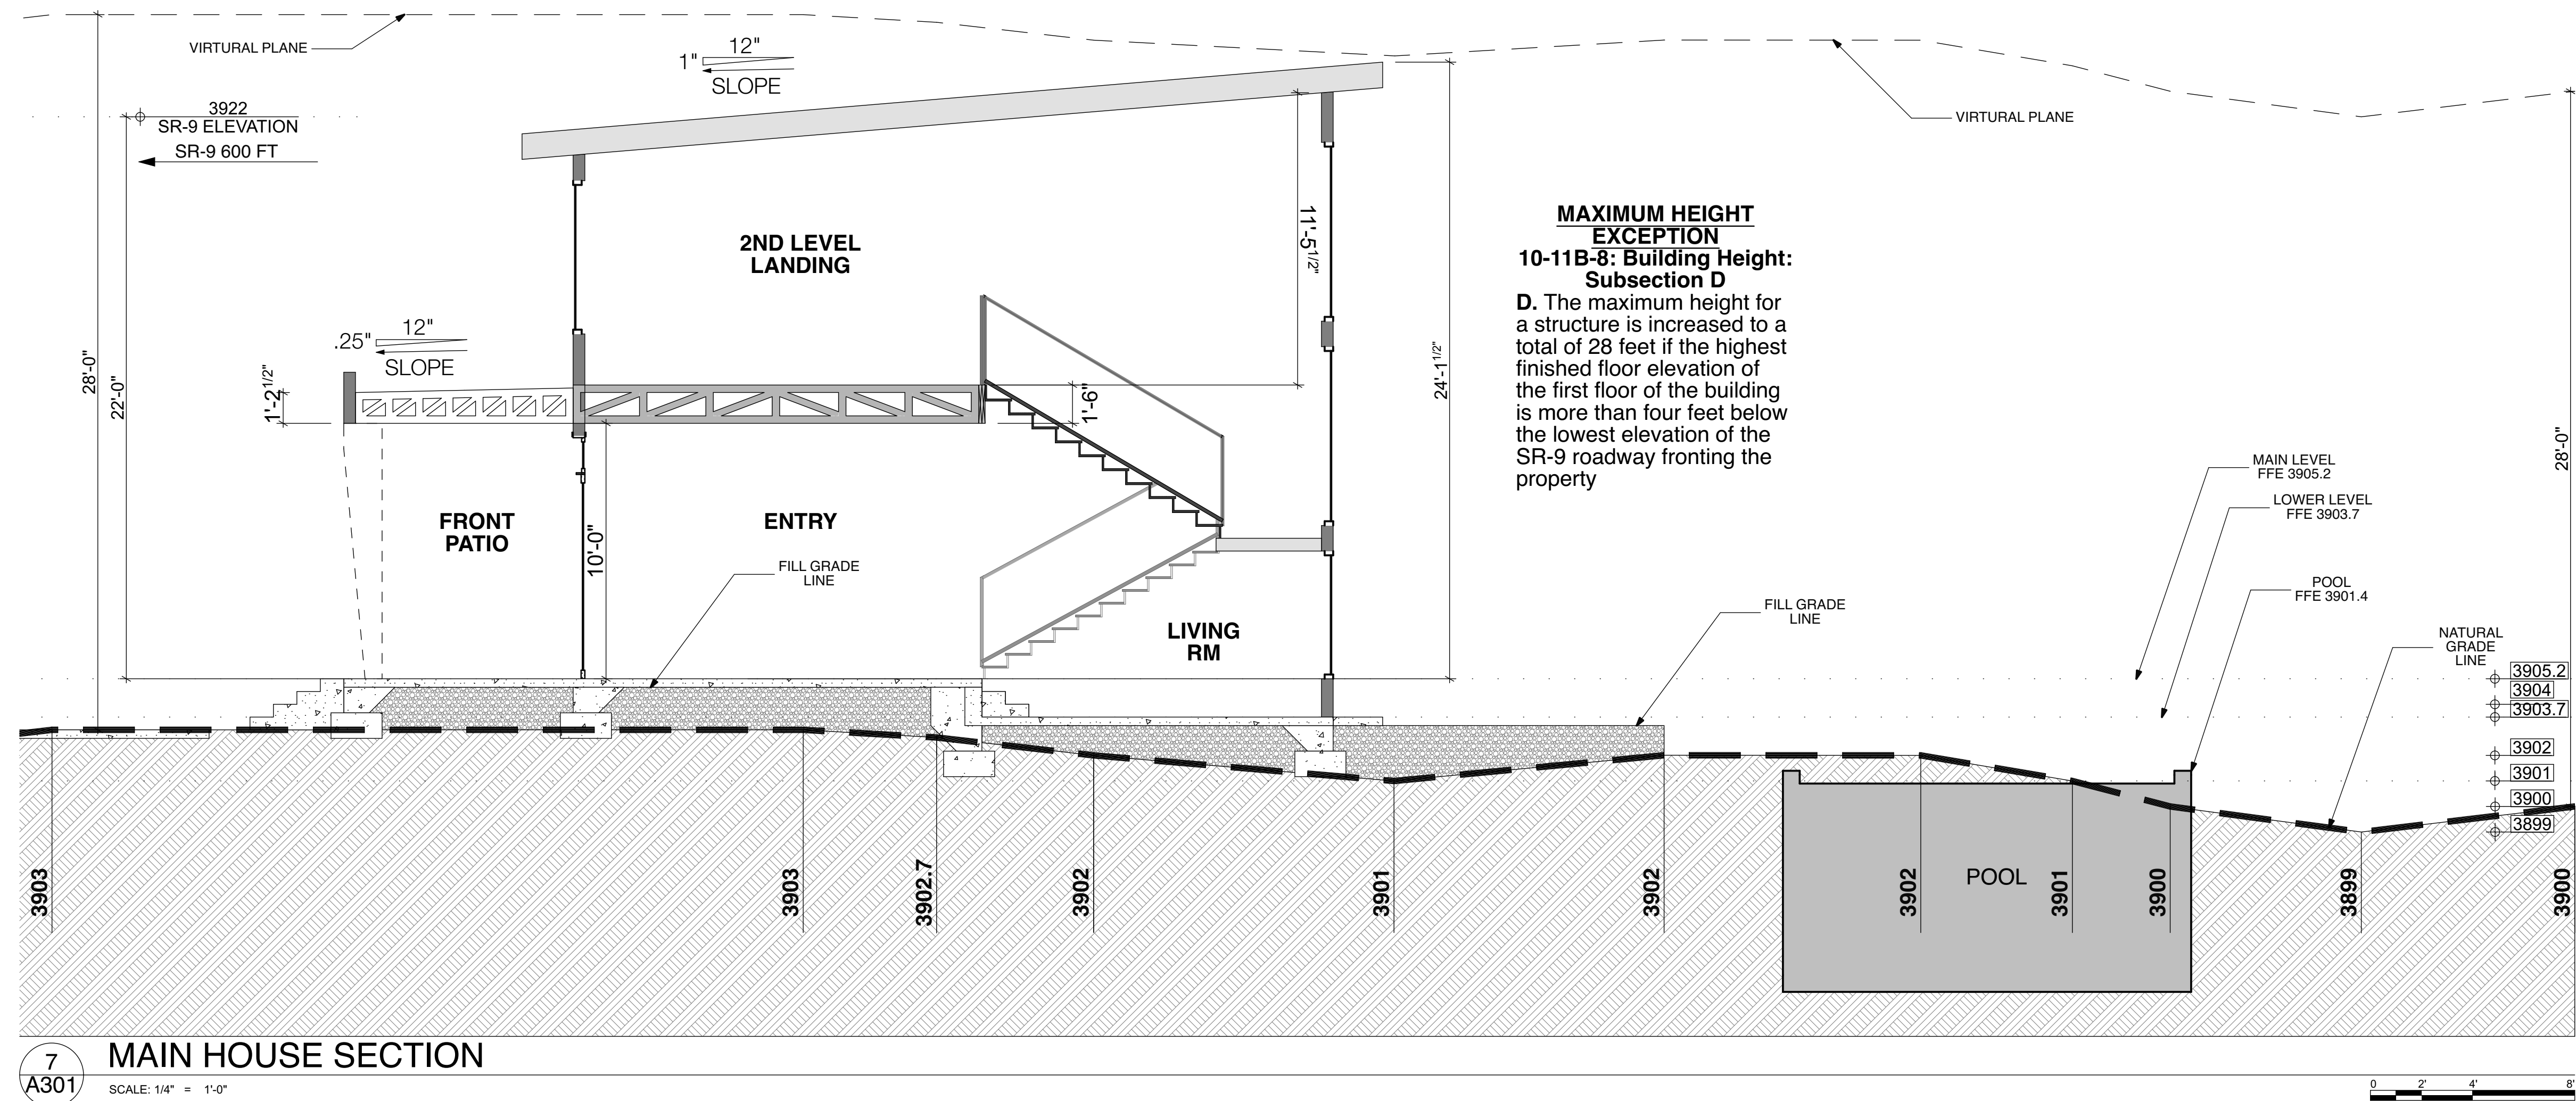 VIRTURAL PLANE
12"
1"
SLOPE
3922
SR-9 ELEVATION
SR-9 600 FT
VIRTURAL PLANE
28'-0"
22'-0"
2ND LEVEL
LANDING
11'-5 1/2"
24'-1 1/2"
MAXIMUM HEIGHT
EXCEPTION
10-11B-8: Building Height:
Subsection D
D. The maximum height for
a structure is increased to a
total of 28 feet if the highest
finished floor elevation of
the first floor of the building
is more than four feet below
the lowest elevation of the
SR-9 roadway fronting the
property
12"
.25"
SLOPE
1'-2 1/2"
1'-6"
28'-0"
MAIN LEVEL
FFE 3905.2
LOWER LEVEL
FFE 3903.7
POOL
FFE 3901.4
NATURAL
GRADE
LINE
FRONT
PATIO
10'-0"
ENTRY
FILL GRADE
LINE
LIVING
RM
FILL GRADE
LINE
3905.2
3904
3903.7
3902
3901
3900
3899
3903
3903
3902.7
3902
3901
3902
3902
POOL
3901
3900
3899
3900
7
A301
MAIN HOUSE SECTION
SCALE: 1/4" = 1'-0"
0 2' 4' 8'